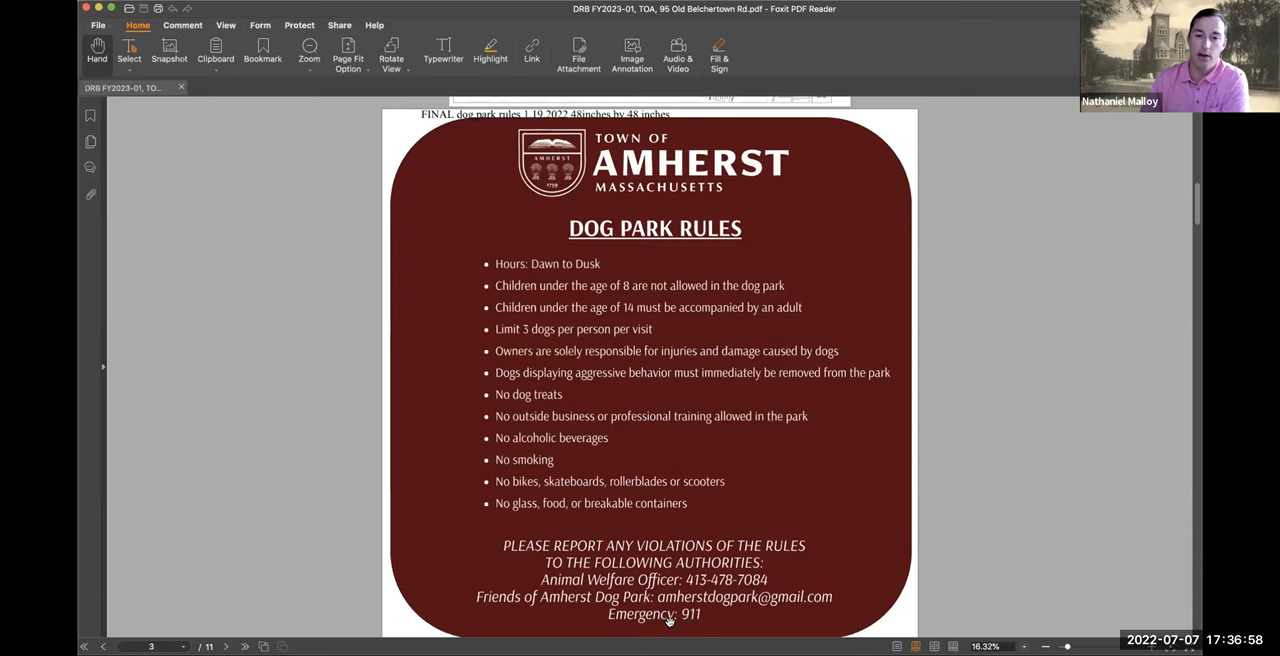 DRB FY2023-01, TOA, 95 Old Belchertown Rd.pdf - Foxit PDF Reader
File Home Comment View Form Protect Share Help
Hand Select Snapshot Clipboard Bookmark Zoom Page Fit Option Rotate View Typewriter Highlight Link File Attachment Image Annotation Audio & Video Fill & Sign
DRB FY2023-01, TO...
Nathaniel Malloy
FINAL dog park rules 1.19.2022 48inches by 48 inches
AMHERST
1759
TOWN OF
AMHERST
MASSACHUSETTS
DOG PARK RULES
• Hours: Dawn to Dusk
• Children under the age of 8 are not allowed in the dog park
• Children under the age of 14 must be accompanied by an adult
• Limit 3 dogs per person per visit
• Owners are solely responsible for injuries and damage caused by dogs
• Dogs displaying aggressive behavior must immediately be removed from the park
• No dog treats
• No outside business or professional training allowed in the park
• No alcoholic beverages
• No smoking
• No bikes, skateboards, rollerblades or scooters
• No glass, food, or breakable containers
PLEASE REPORT ANY VIOLATIONS OF THE RULES
TO THE FOLLOWING AUTHORITIES:
Animal Welfare Officer: 413-478-7084
Friends of Amherst Dog Park: amherstdogpark@gmail.com
Emergency: 911
3 / 11
16.32%
2022-07-07 17:36:58